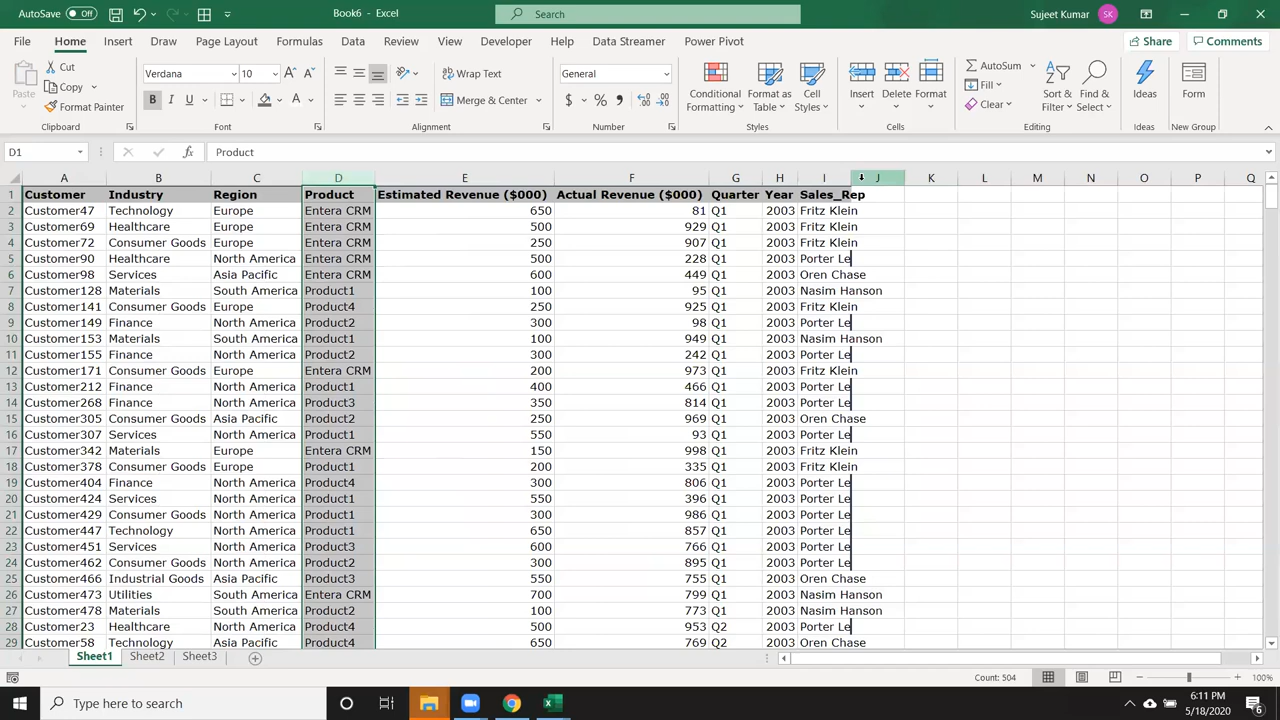 AutoSave Off Book6 - Excel Search Sujeet Kumar SK
File Home Insert Draw Page Layout Formulas Data Review View Developer Help Data Streamer Power Pivot Share Comments
Paste Cut Copy Format Painter Clipboard
Verdana 10 B I U A Font
Wrap Text Merge & Center Alignment
General $ % , Number
Conditional Formatting Format as Table Cell Styles Styles
Insert Delete Format Cells
AutoSum Fill Clear Sort & Filter Find & Select Editing
Ideas Ideas
Form New Group
D1 fx Product
A B C D E F G H I J K L M N O P Q
1 Customer Industry Region Product Estimated Revenue ($000) Actual Revenue ($000) Quarter Year Sales_Rep
2 Customer47 Technology Europe Entera CRM 650 81 Q1 2003 Fritz Klein
3 Customer69 Healthcare Europe Entera CRM 500 929 Q1 2003 Fritz Klein
4 Customer72 Consumer Goods Europe Entera CRM 250 907 Q1 2003 Fritz Klein
5 Customer90 Healthcare North America Entera CRM 500 228 Q1 2003 Porter Le
6 Customer98 Services Asia Pacific Entera CRM 600 449 Q1 2003 Oren Chase
7 Customer128 Materials South America Product1 100 95 Q1 2003 Nasim Hanson
8 Customer141 Consumer Goods Europe Product4 250 925 Q1 2003 Fritz Klein
9 Customer149 Finance North America Product2 300 98 Q1 2003 Porter Le
10 Customer153 Materials South America Product1 100 949 Q1 2003 Nasim Hanson
11 Customer155 Finance North America Product2 300 242 Q1 2003 Porter Le
12 Customer171 Consumer Goods Europe Entera CRM 200 973 Q1 2003 Fritz Klein
13 Customer212 Finance North America Product1 400 466 Q1 2003 Porter Le
14 Customer268 Finance North America Product3 350 814 Q1 2003 Porter Le
15 Customer305 Consumer Goods Asia Pacific Product2 250 969 Q1 2003 Oren Chase
16 Customer307 Services North America Product1 550 93 Q1 2003 Porter Le
17 Customer342 Materials Europe Entera CRM 150 998 Q1 2003 Fritz Klein
18 Customer378 Consumer Goods Europe Product1 200 335 Q1 2003 Fritz Klein
19 Customer404 Finance North America Product4 300 806 Q1 2003 Porter Le
20 Customer424 Services North America Product1 550 396 Q1 2003 Porter Le
21 Customer429 Consumer Goods North America Product1 300 986 Q1 2003 Porter Le
22 Customer447 Technology North America Product1 650 857 Q1 2003 Porter Le
23 Customer451 Services North America Product3 600 766 Q1 2003 Porter Le
24 Customer462 Consumer Goods North America Product2 300 895 Q1 2003 Porter Le
25 Customer466 Industrial Goods Asia Pacific Product3 550 755 Q1 2003 Oren Chase
26 Customer473 Utilities South America Entera CRM 700 799 Q1 2003 Nasim Hanson
27 Customer478 Materials South America Product2 100 773 Q1 2003 Nasim Hanson
28 Customer23 Healthcare North America Product4 500 953 Q2 2003 Porter Le
29 Customer58 Technology Asia Pacific Product4 650 769 Q2 2003 Oren Chase
Sheet1 Sheet2 Sheet3
Count: 504 100%
Type here to search 6:11 PM
5/18/2020 6